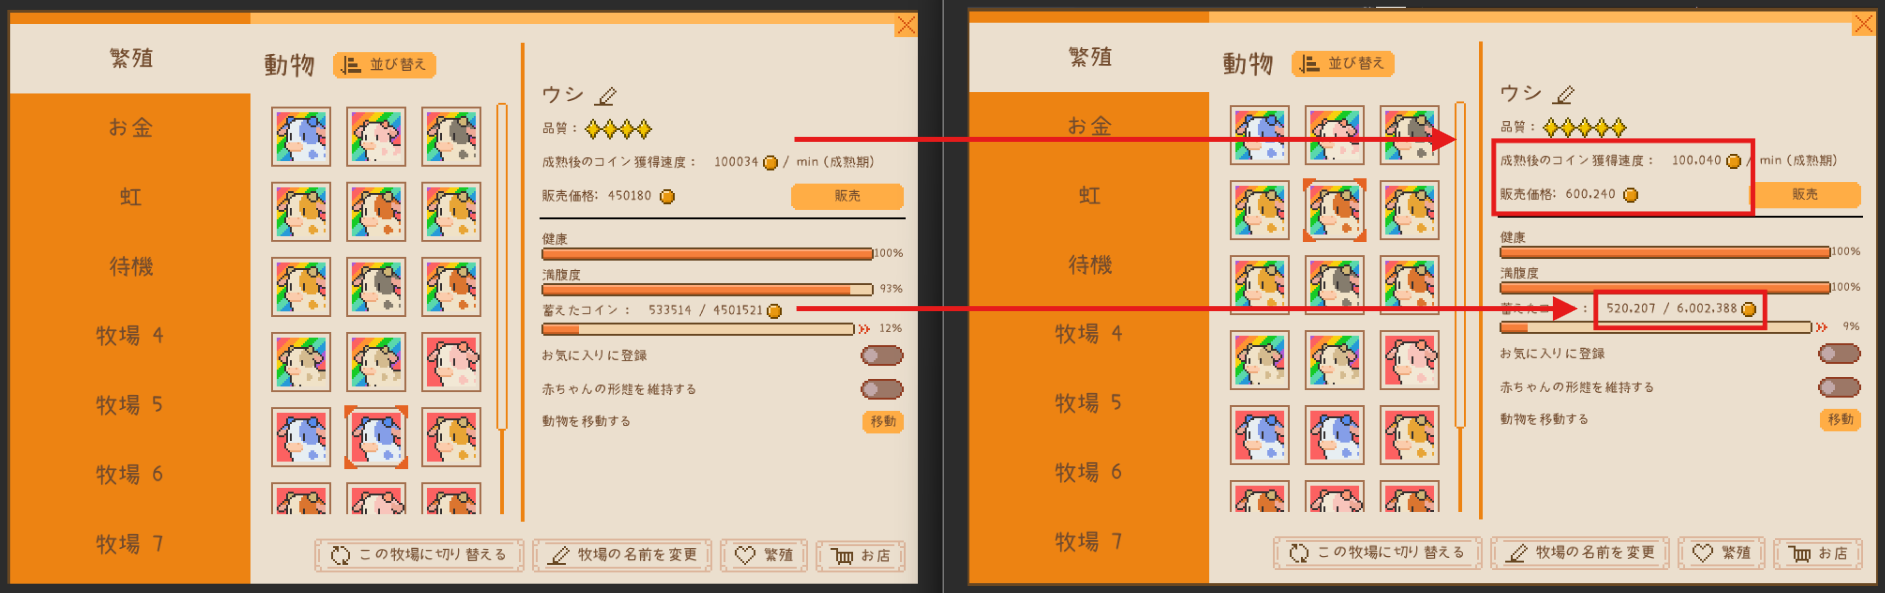 繁殖
お金
虹
待機
牧場 4
牧場 5
牧場 6
牧場 7
動物
並び替え
ウシ
品質：
成熟後のコイン獲得速度： 100034 / min (成熟期)
販売価格: 450180
販売
健康
100%
満腹度
93%
蓄えたコイン： 533514 / 4501521
12%
お気に入りに登録
赤ちゃんの形態を維持する
動物を移動する
移動
この牧場に切り替える
牧場の名前を変更
繁殖
お店
繁殖
お金
虹
待機
牧場 4
牧場 5
牧場 6
牧場 7
動物
並び替え
ウシ
品質：
成熟後のコイン獲得速度： 100.040 / min (成熟期)
販売価格: 600.240
販売
健康
100%
満腹度
100%
蓄えたコイン： 520.207 / 6.002.388
9%
お気に入りに登録
赤ちゃんの形態を維持する
動物を移動する
移動
この牧場に切り替える
牧場の名前を変更
繁殖
お店